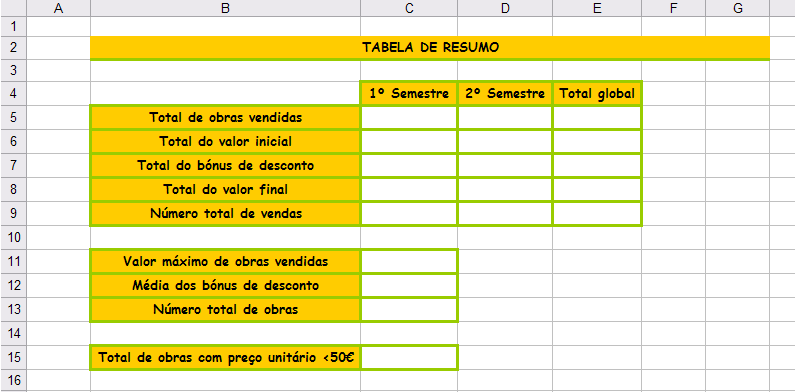 A B C D E F G
1
2 TABELA DE RESUMO
3
4 1º Semestre 2º Semestre Total global
5 Total de obras vendidas
6 Total do valor inicial
7 Total do bónus de desconto
8 Total do valor final
9 Número total de vendas
10
11 Valor máximo de obras vendidas
12 Média dos bónus de desconto
13 Número total de obras
14
15 Total de obras com preço unitário <50€
16